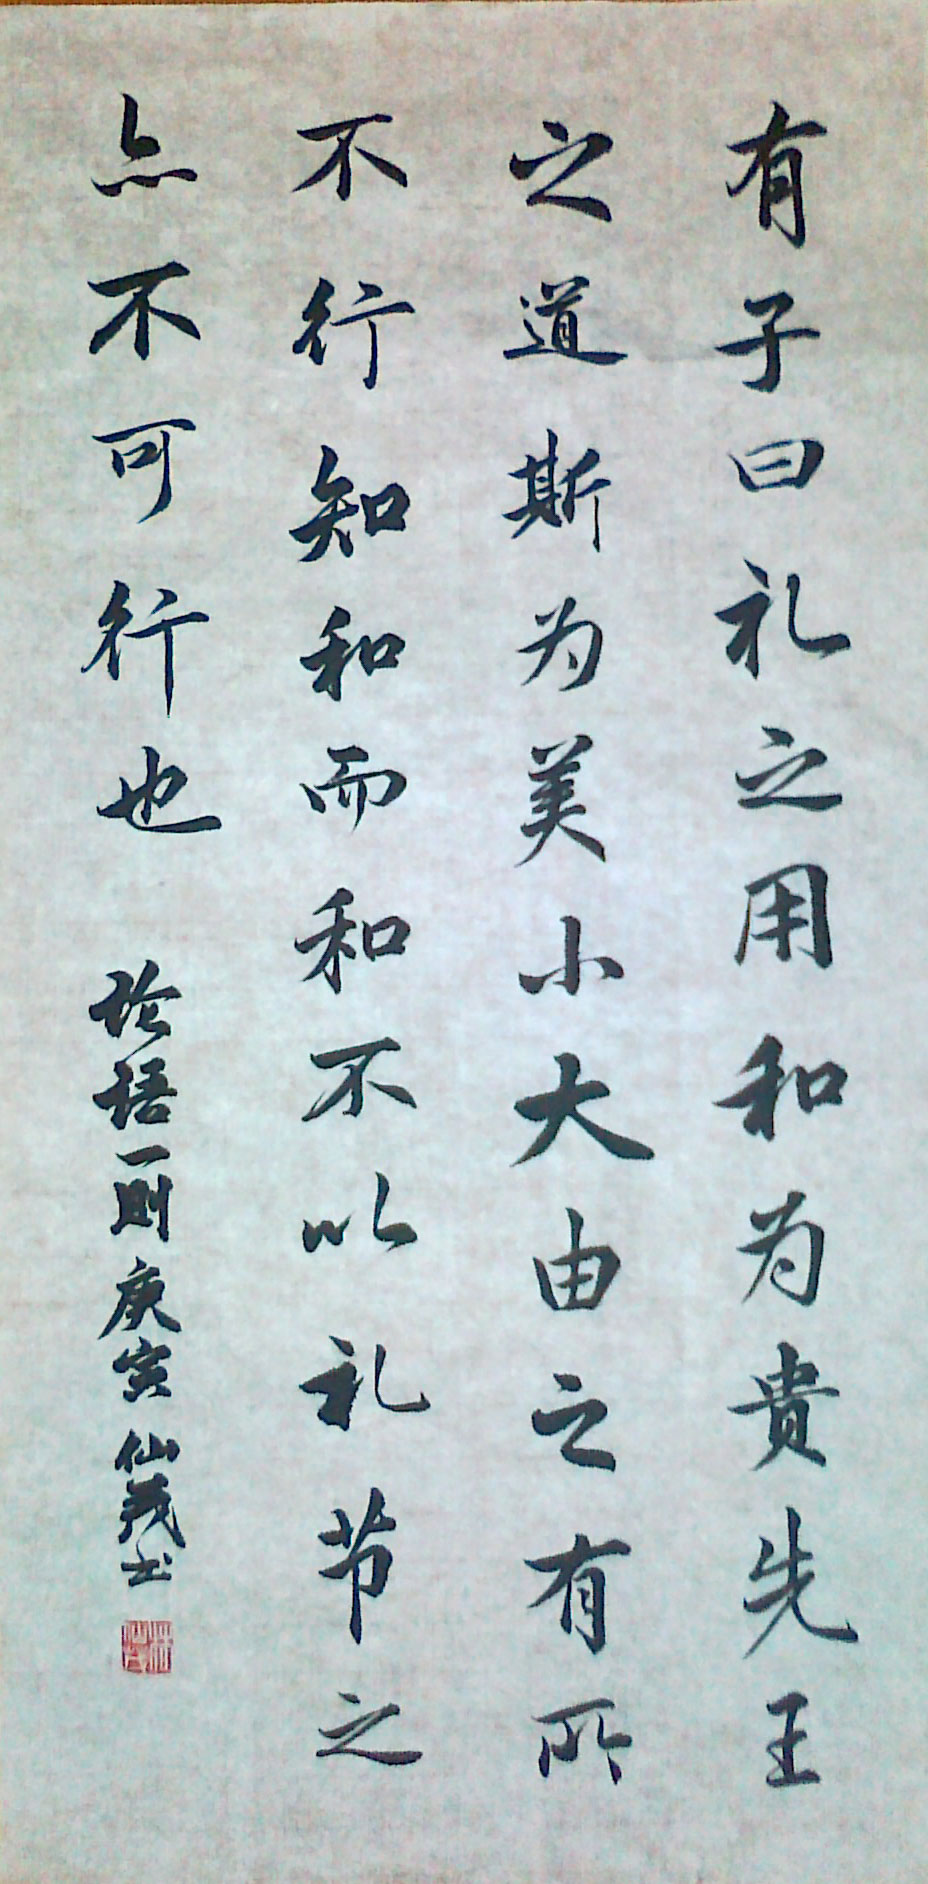 有子曰礼之用和为貴先王
之道斯为美小大由之有所
不行知和而和不以礼节之
亦不可行也 论语一则庚寅 仙茂书